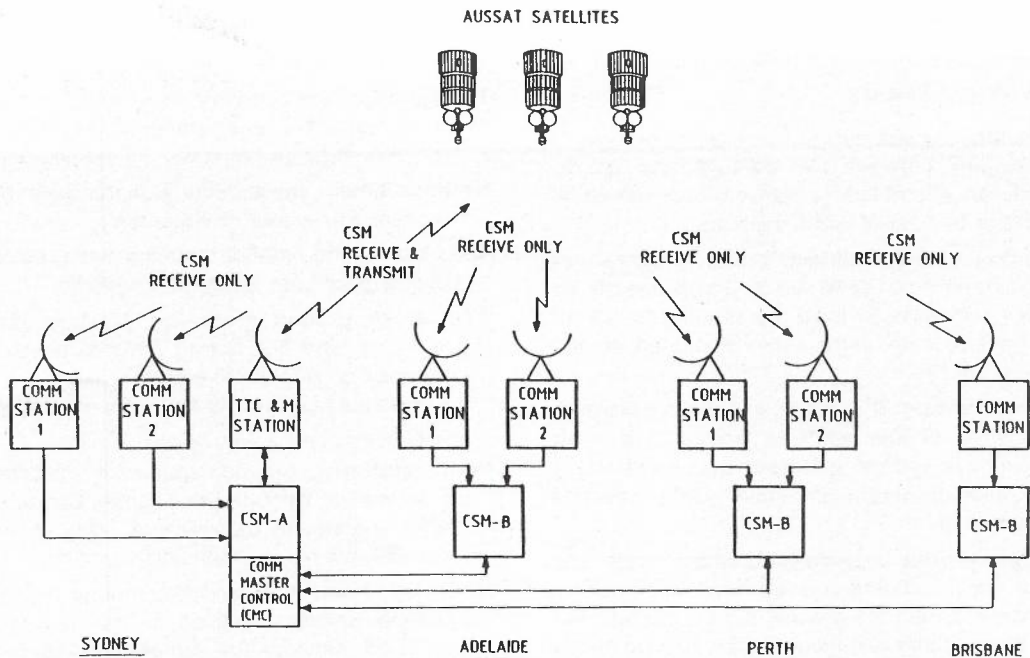 AUSSAT SATELLITES
CSM
RECEIVE ONLY
CSM
RECEIVE &
TRANSMIT
CSM
RECEIVE ONLY
CSM
RECEIVE ONLY
CSM
RECEIVE ONLY
COMM
STATION
1
COMM
STATION
2
TTC & M
STATION
COMM
STATION
1
COMM
STATION
2
COMM
STATION
1
COMM
STATION
2
COMM
STATION
CSM-A
CSM-B
CSM-B
CSM-B
COMM
MASTER
CONTROL
(CMC)
SYDNEY
ADELAIDE
PERTH
BRISBANE